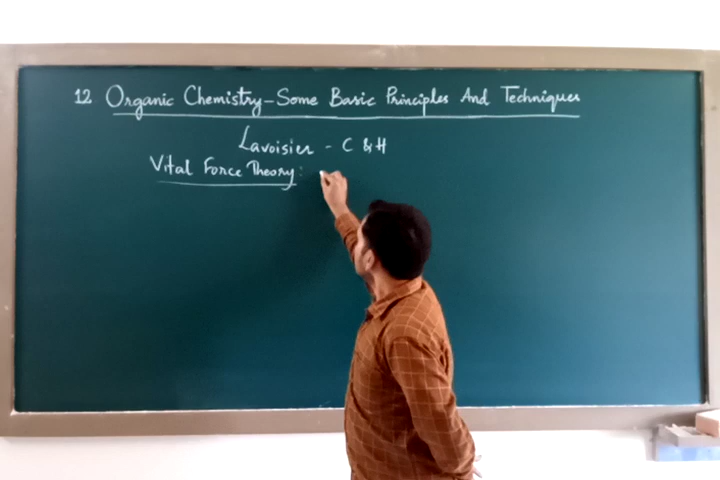 12 Organic Chemistry - Some Basic Principles And Techniques
Lavoisier - C & H
Vital Force Theory: